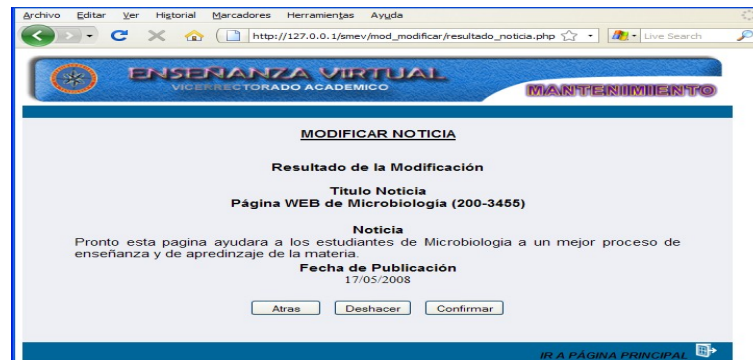 Archivo Editar Ver Historial Marcadores Herramientas Ayuda
http://127.0.0.1/smev/mod_modificar/resultado_noticia.php
Live Search
ENSEÑANZA VIRTUAL
VICERRECTORADO ACADEMICO
MANTENIMIENTO
MODIFICAR NOTICIA
Resultado de la Modificación
Titulo Noticia
Página WEB de Microbiología (200-3455)
Noticia
Pronto esta pagina ayudara a los estudiantes de Microbiologia a un mejor proceso de
enseñanza y de apredinzaje de la materia.
Fecha de Publicación
17/05/2008
Atras Deshacer Confirmar
IR A PÁGINA PRINCIPAL